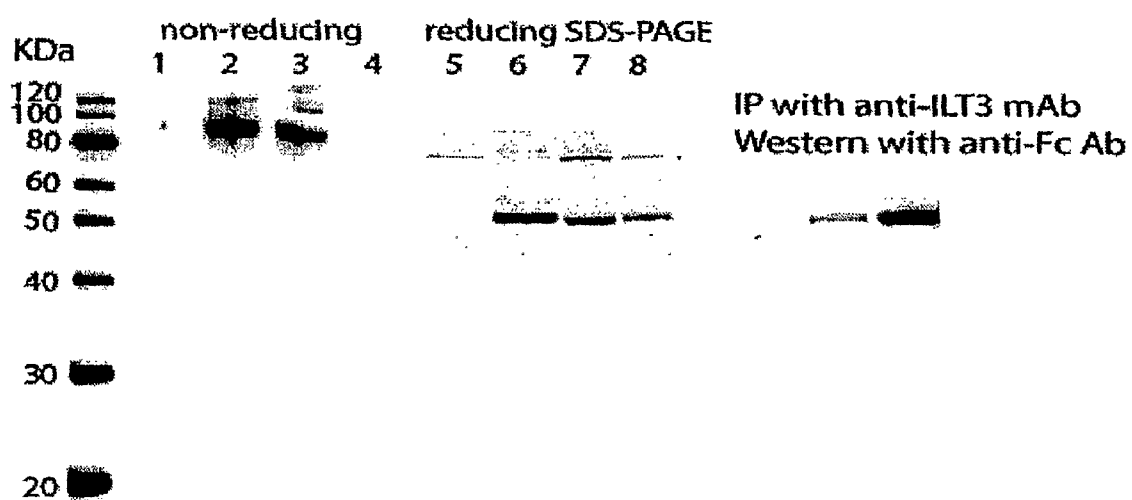 non-reducing reducing SDS-PAGE
KDa
1 2 3 4 5 6 7 8
120
100
80
60
50
40
30
20
IP with anti-ILT3 mAb
Western with anti-Fc Ab